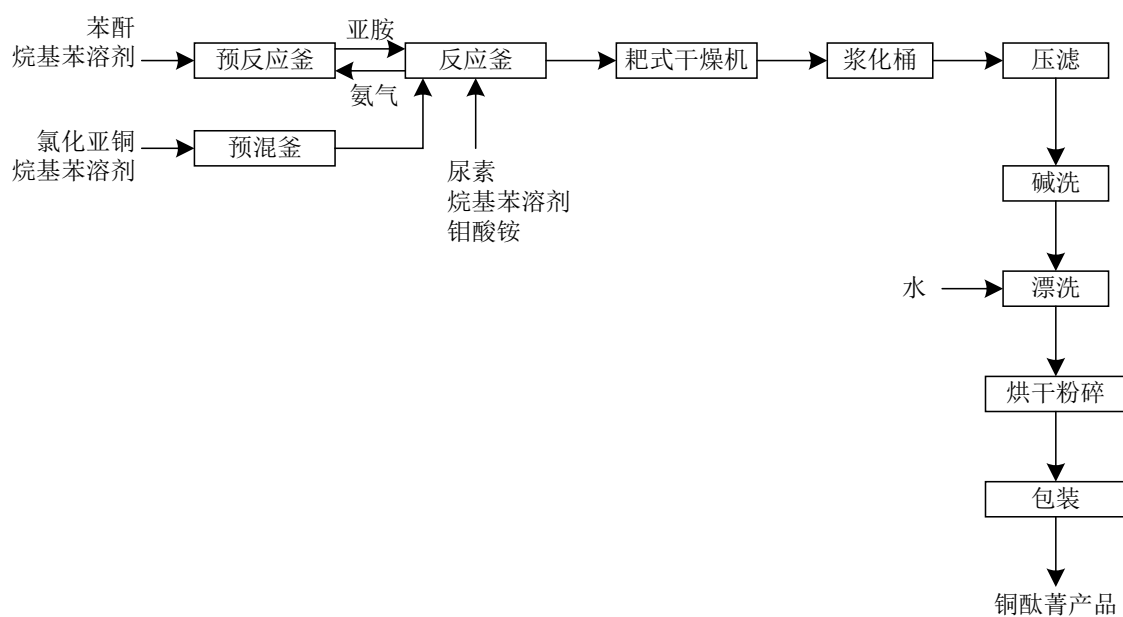 苯酐
烷基苯溶剂
预反应釜
亚胺
氨气
反应釜
耙式干燥机
浆化桶
压滤
氯化亚铜
烷基苯溶剂
预混釜
尿素
烷基苯溶剂
钼酸铵
碱洗
水
漂洗
烘干粉碎
包装
铜酞菁产品